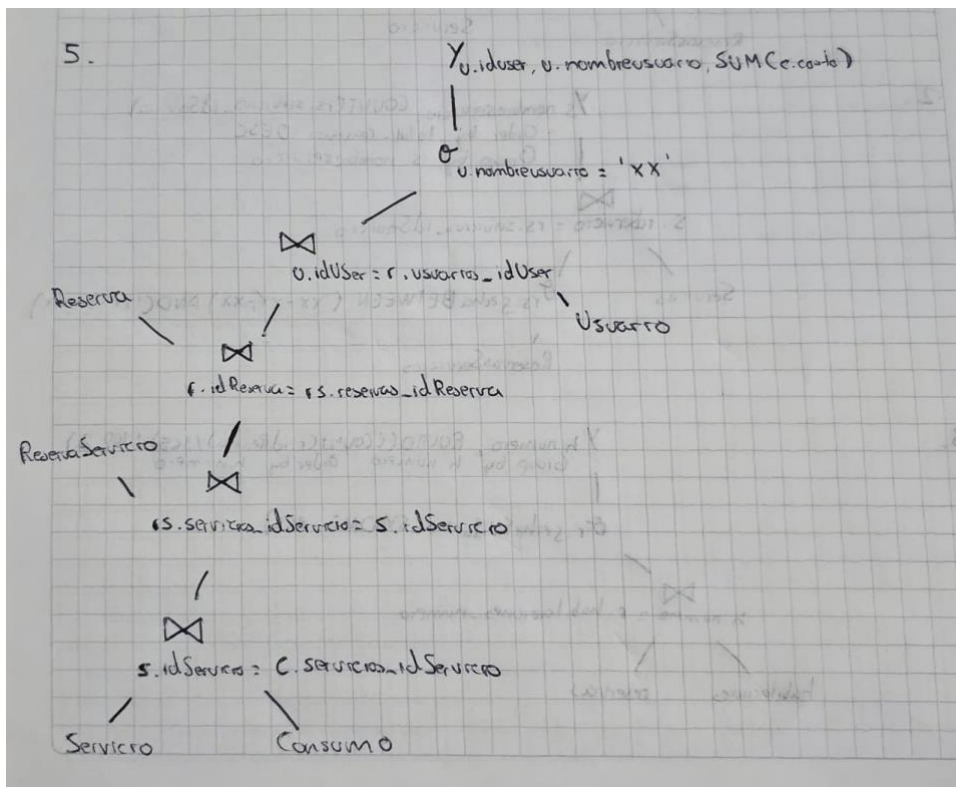 5.
γ u.iduser, u.nombreusuario, SUM(c.costo)
σ u.nombreusuario = 'xx'
⋈
u.idUser = r.usuarios_idUser
Reserva
Usuario
⋈
r.idReserva = rs.reservas_idReserva
ReservaServicio
⋈
rs.servicios_idServicio = s.idServicio
⋈
s.idServicio = c.servicios_idServicio
Servicio Consumo